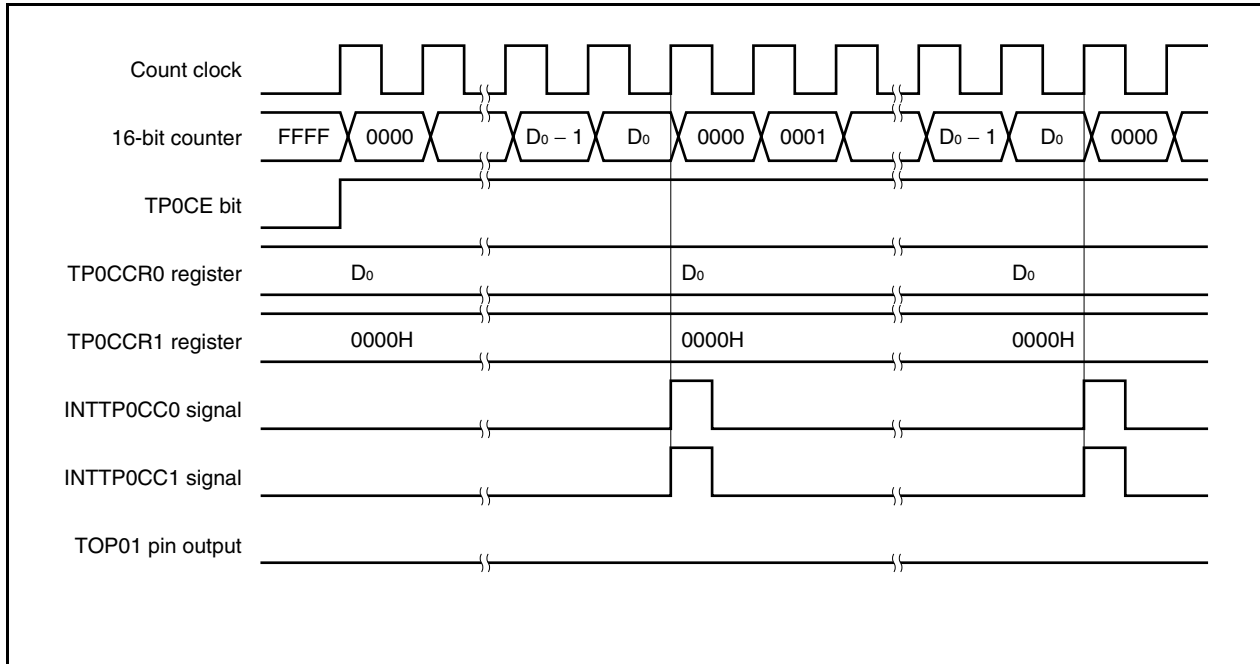 Count clock
16-bit counter FFFF 0000 D0 − 1 D0 0000 0001 D0 − 1 D0 0000
TP0CE bit
TP0CCR0 register D0 D0 D0
TP0CCR1 register 0000H 0000H 0000H
INTTP0CC0 signal
INTTP0CC1 signal
TOP01 pin output